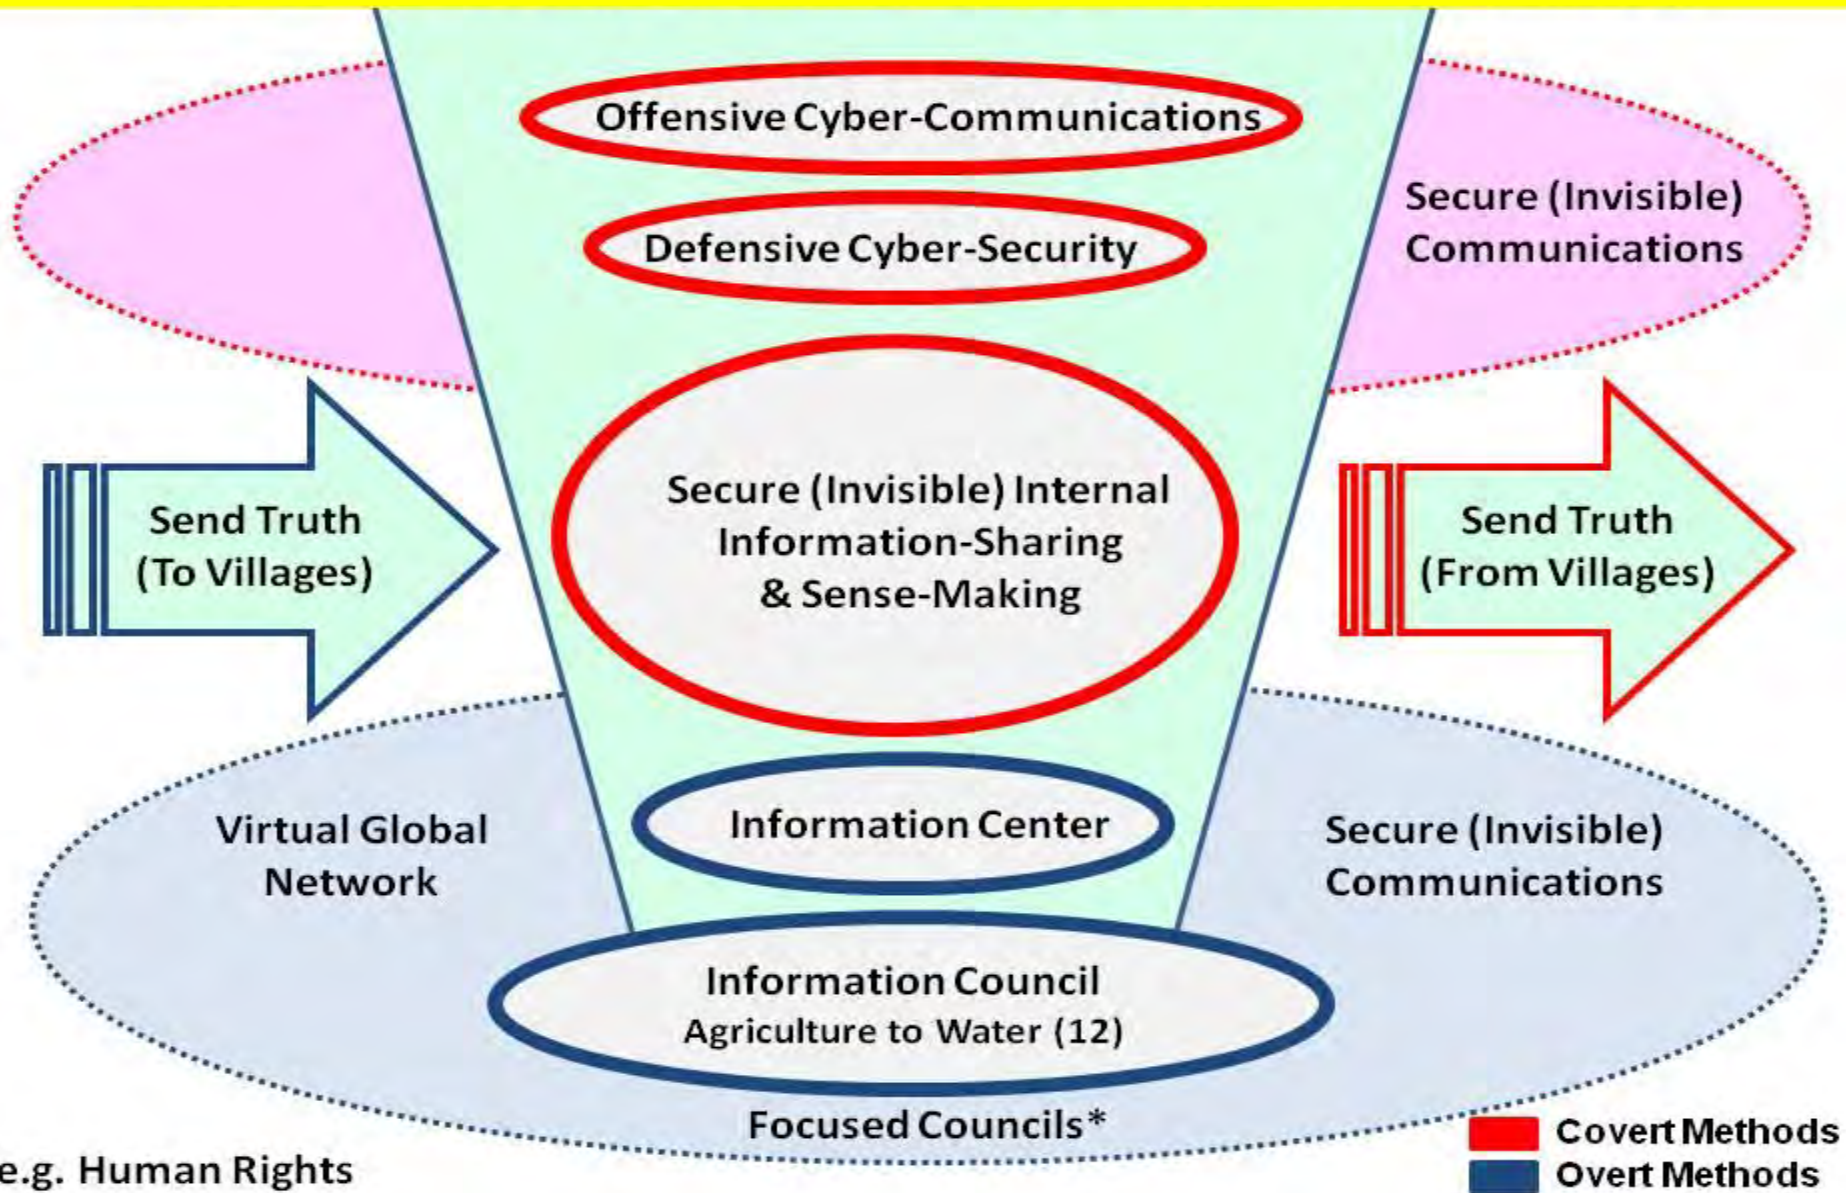 Offensive Cyber-Communications
Defensive Cyber-Security
Secure (Invisible)
Communications
Send Truth
(To Villages)
Secure (Invisible) Internal
Information-Sharing
& Sense-Making
Send Truth
(From Villages)
Virtual Global
Network
Information Center
Secure (Invisible)
Communications
Information Council
Agriculture to Water (12)
Focused Councils*
e.g. Human Rights
Covert Methods
Overt Methods